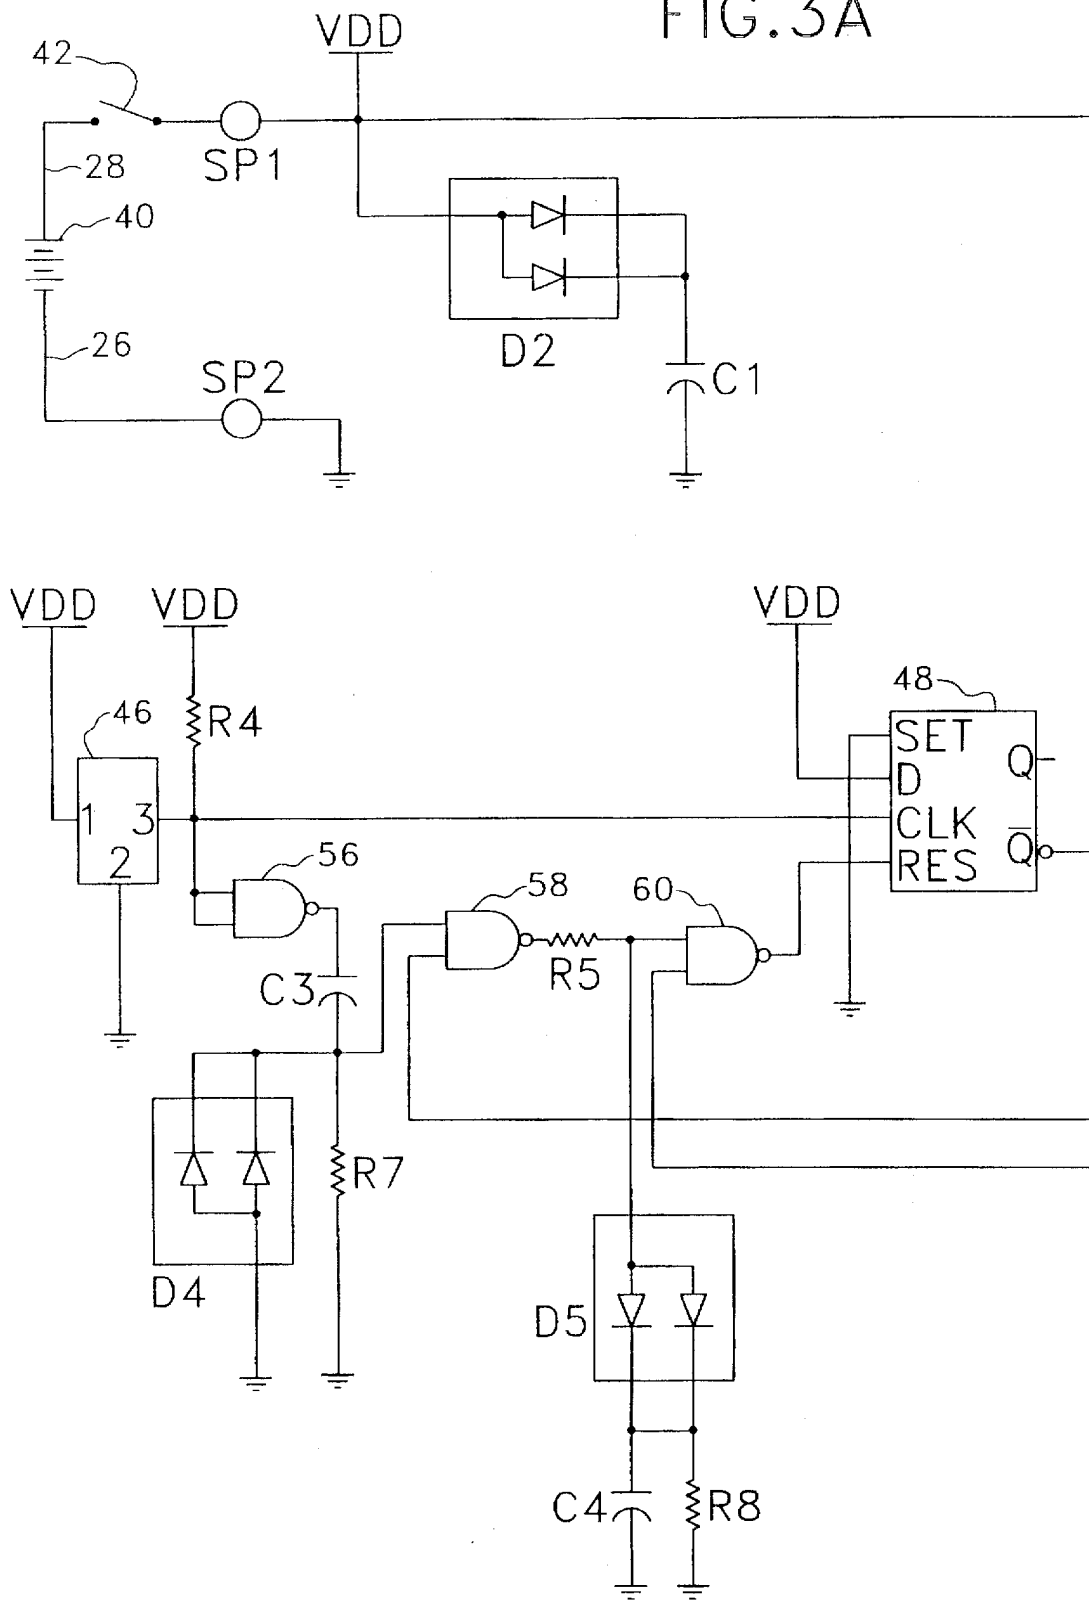 FIG.3A
VDD
42
SP1
28
40
D2
26
SP2
C1
VDD VDD VDD
48
46 R4
SET
Q
D
1 3
CLK
Q̅
2
RES
56
58 60
C3
R5
R7
D4
D5
C4 R8